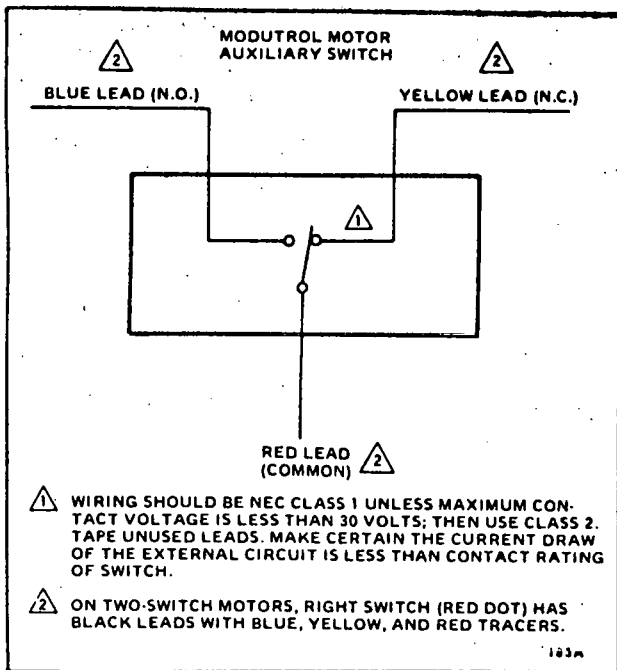 MODUTROL MOTOR
AUXILIARY SWITCH
2
2
BLUE LEAD (N.O.)
YELLOW LEAD (N.C.)
1
RED LEAD
(COMMON)
2
1 WIRING SHOULD BE NEC CLASS 1 UNLESS MAXIMUM CON-
TACT VOLTAGE IS LESS THAN 30 VOLTS; THEN USE CLASS 2.
TAPE UNUSED LEADS. MAKE CERTAIN THE CURRENT DRAW
OF THE EXTERNAL CIRCUIT IS LESS THAN CONTACT RATING
OF SWITCH.
2 ON TWO-SWITCH MOTORS, RIGHT SWITCH (RED DOT) HAS
BLACK LEADS WITH BLUE, YELLOW, AND RED TRACERS.